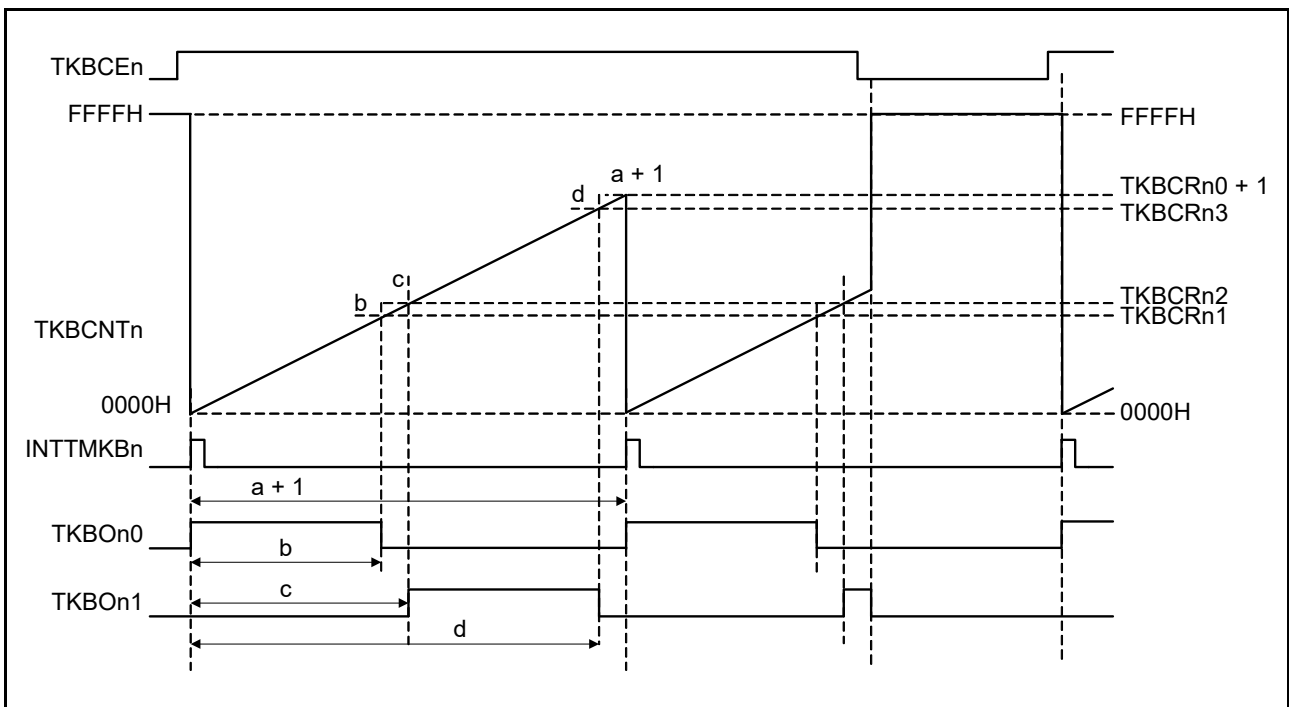 TKBCEn
FFFFH
FFFFH
a + 1
d
TKBCRn0 + 1
TKBCRn3
c
b
TKBCRn2
TKBCRn1
TKBCNTn
0000H
0000H
INTTMKBn
a + 1
TKBOn0
b
TKBOn1
c
d